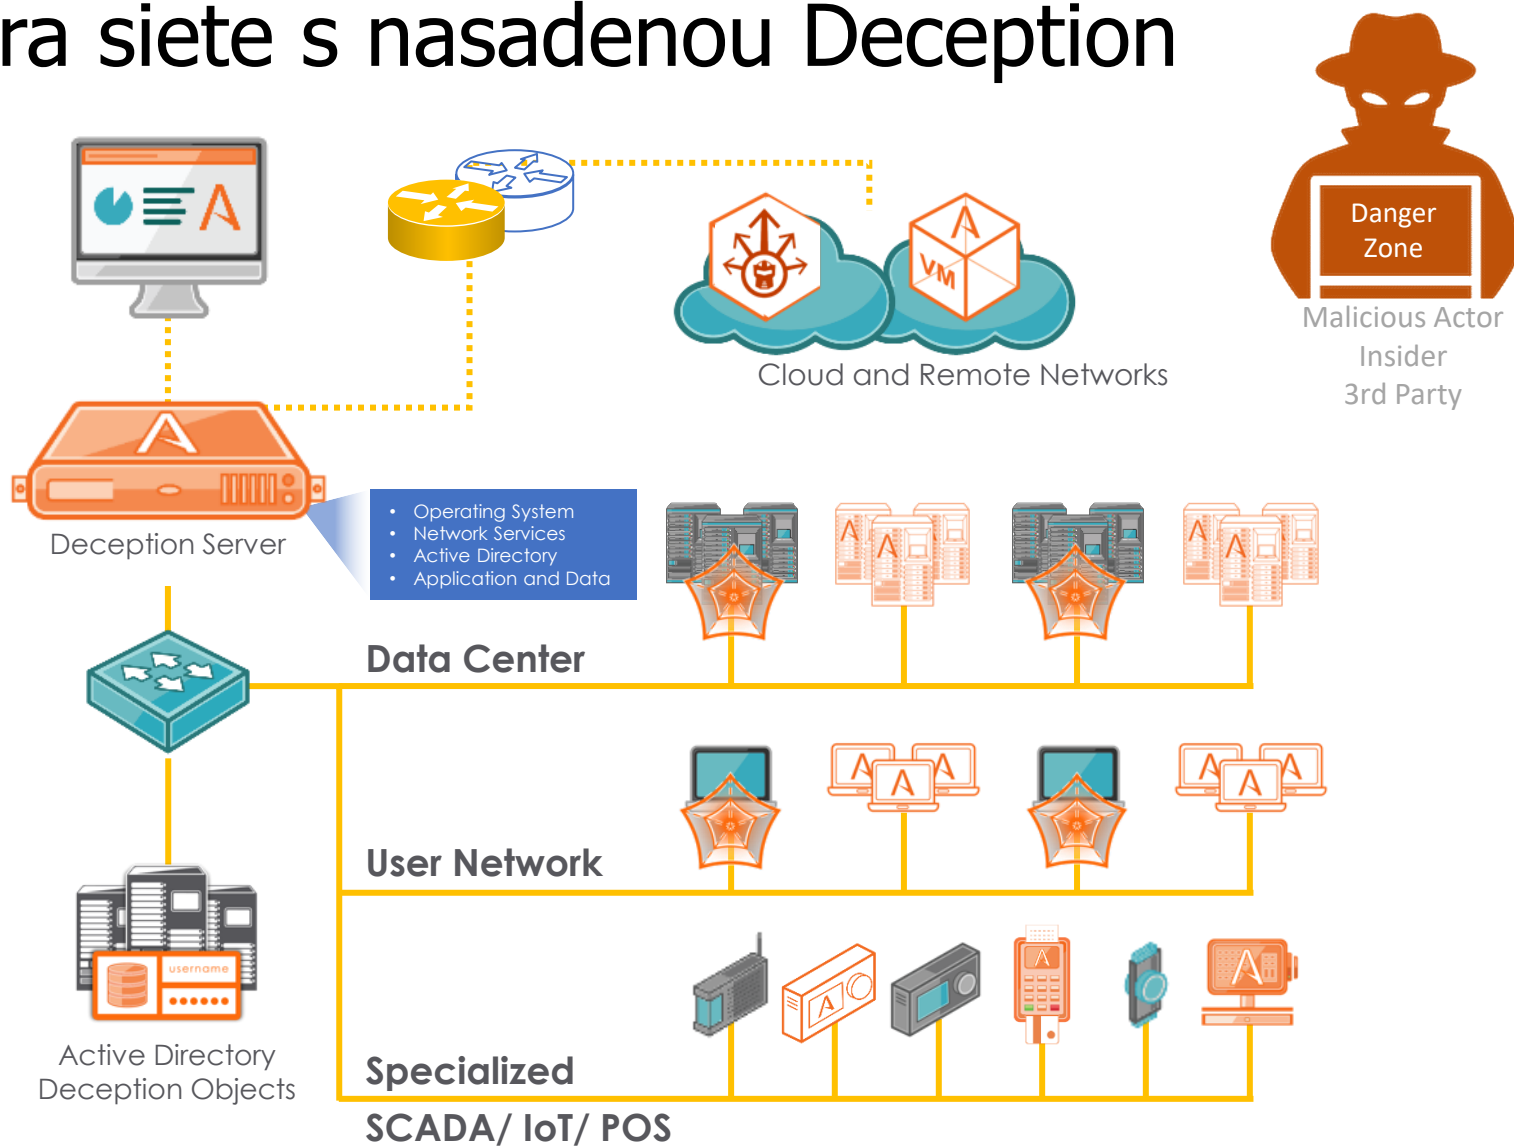 ra siete s nasadenou Deception
Danger
Zone
Malicious Actor
Insider
3rd Party
VM
Cloud and Remote Networks
Deception Server
• Operating System
• Network Services
• Active Directory
• Application and Data
Data Center
User Network
username
Active Directory
Deception Objects
Specialized
SCADA/ IoT/ POS